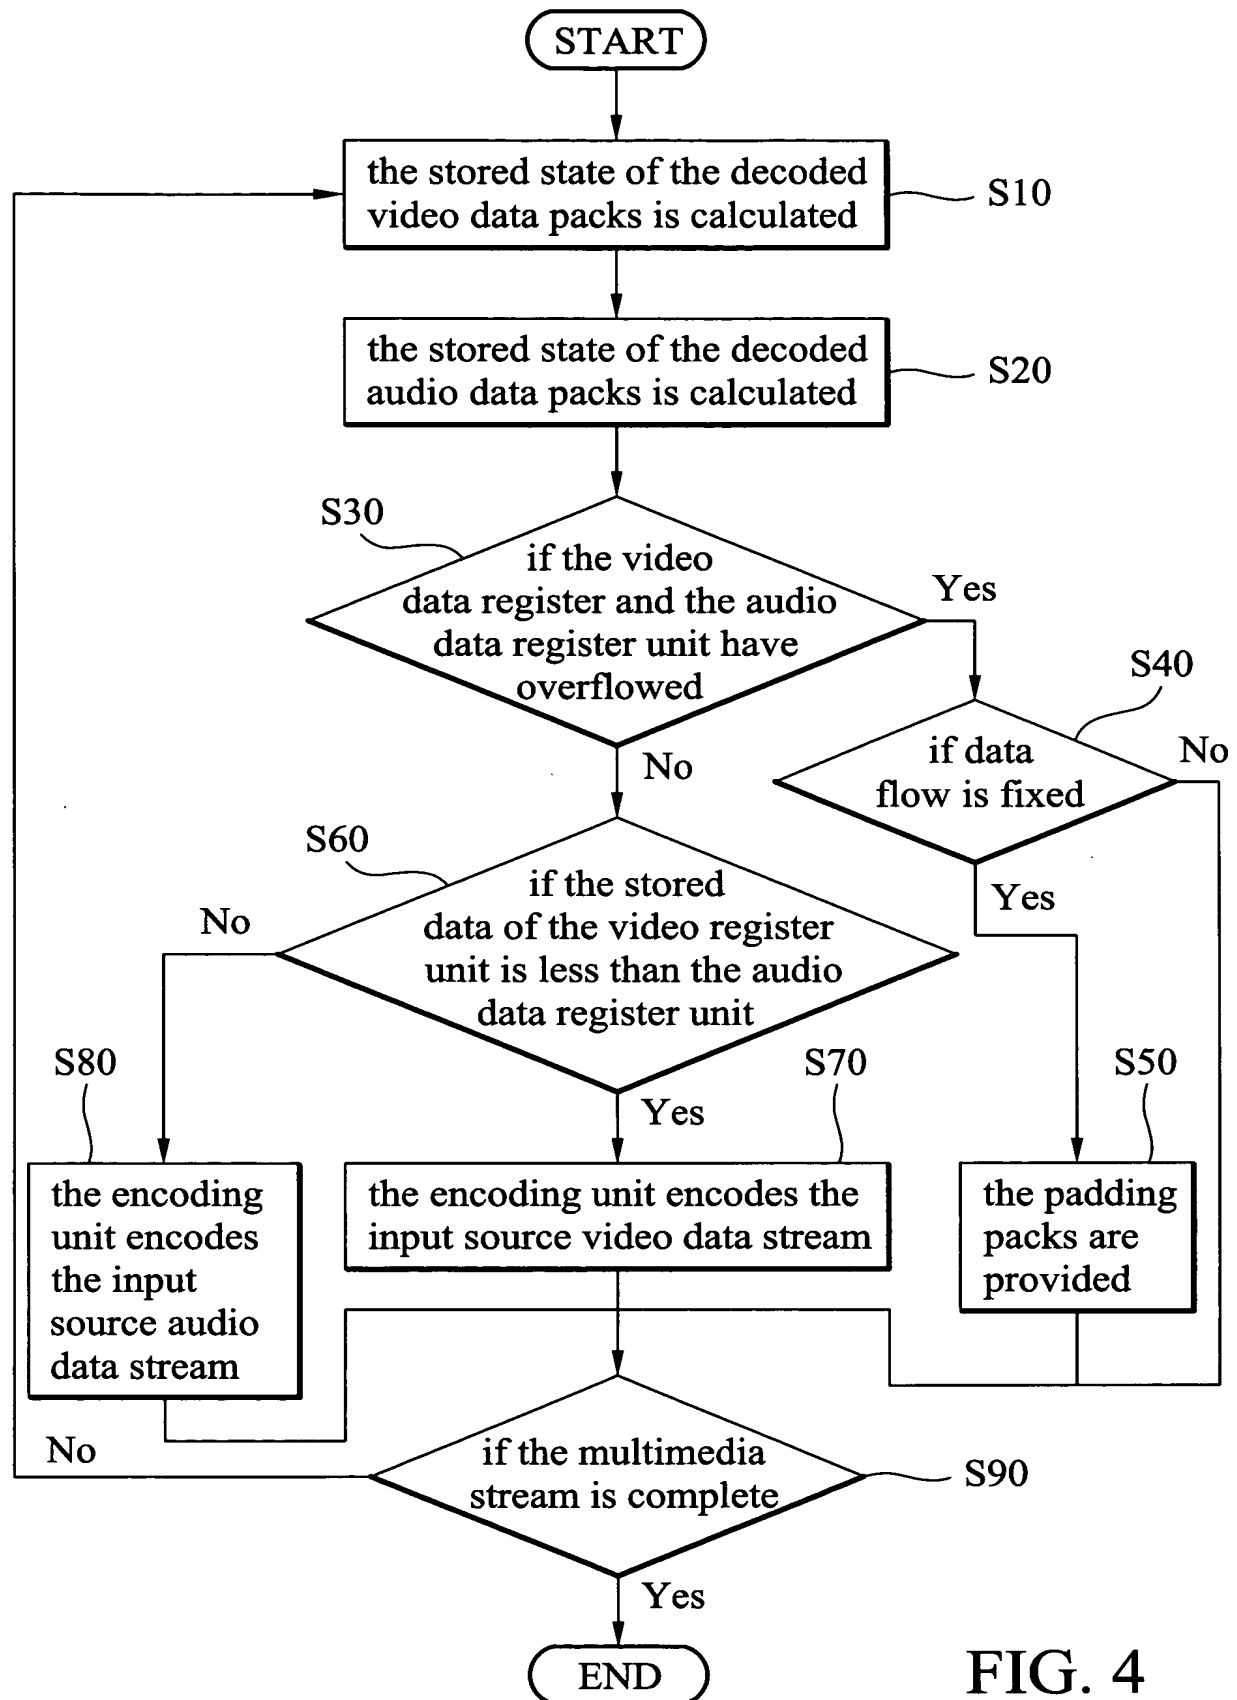 START
the stored state of the decoded
video data packs is calculated
S10
the stored state of the decoded
audio data packs is calculated
S20
S30
if the video
data register and the audio
data register unit have
overflowed
Yes
No
S40
if data
flow is fixed
No
Yes
S60
if the stored
data of the video register
unit is less than the audio
data register unit
No
Yes
S80
the encoding
unit encodes
the input
source audio
data stream
S70
the encoding unit encodes the
input source video data stream
S50
the padding
packs are
provided
No
if the multimedia
stream is complete
S90
Yes
END
FIG. 4